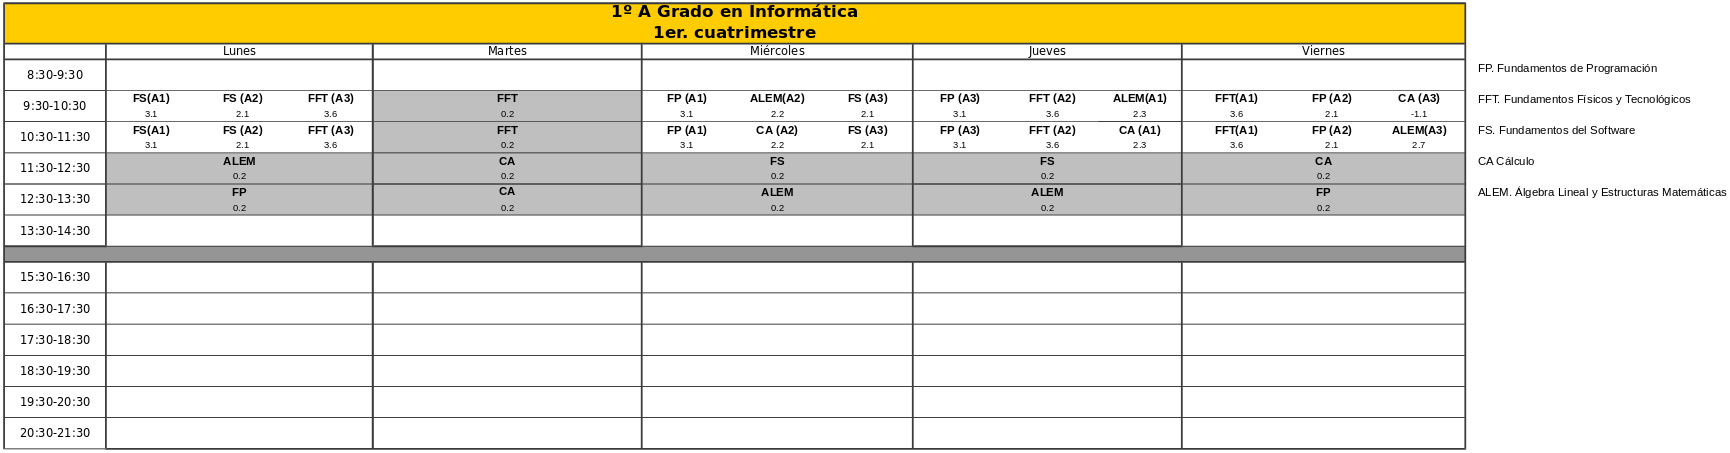 1º A Grado en Informática
1er. cuatrimestre
Lunes Martes Miércoles Jueves Viernes
8:30-9:30
FP. Fundamentos de Programación
9:30-10:30 FS(A1) FS (A2) FFT (A3) FFT FP (A1) ALEM(A2) FS (A3) FP (A3) FFT (A2) ALEM(A1) FFT(A1) FP (A2) CA (A3)
3.1 2.1 3.6 0.2 3.1 2.2 2.1 3.1 3.6 2.3 3.6 2.1 -1.1
FFT. Fundamentos Físicos y Tecnológicos
10:30-11:30 FS(A1) FS (A2) FFT (A3) FFT FP (A1) CA (A2) FS (A3) FP (A3) FFT (A2) CA (A1) FFT(A1) FP (A2) ALEM(A3)
3.1 2.1 3.6 0.2 3.1 2.2 2.1 3.1 3.6 2.3 3.6 2.1 2.7
FS. Fundamentos del Software
11:30-12:30 ALEM CA FS FS CA
0.2 0.2 0.2 0.2 0.2
CA Cálculo
12:30-13:30 FP CA ALEM ALEM FP
0.2 0.2 0.2 0.2 0.2
ALEM. Álgebra Lineal y Estructuras Matemáticas
13:30-14:30
15:30-16:30
16:30-17:30
17:30-18:30
18:30-19:30
19:30-20:30
20:30-21:30